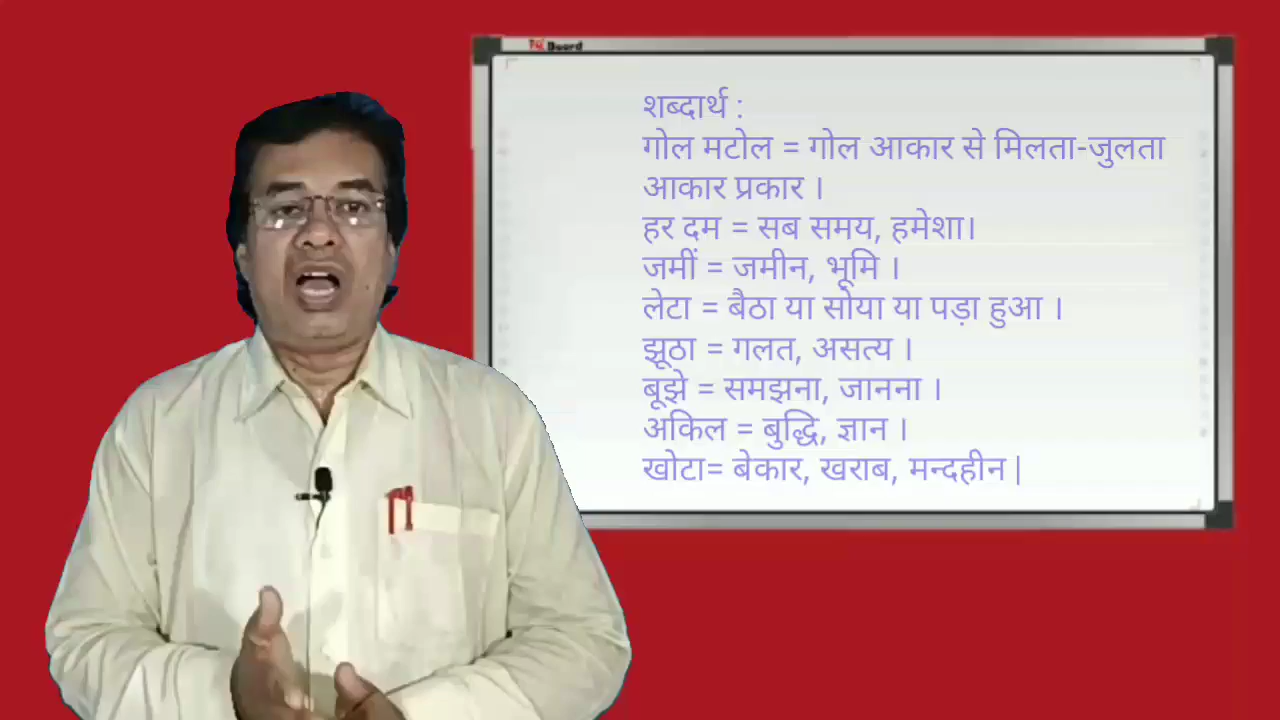 Board
शब्दार्थ :
गोल मटोल = गोल आकार से मिलता-जुलता
आकार प्रकार ।
हर दम = सब समय, हमेशा।
जमीं = जमीन, भूमि ।
लेटा = बैठा या सोया या पड़ा हुआ ।
झूठा = गलत, असत्य ।
बूझे = समझना, जानना ।
अकिल = बुद्धि, ज्ञान ।
खोटा= बेकार, खराब, मन्दहीन |